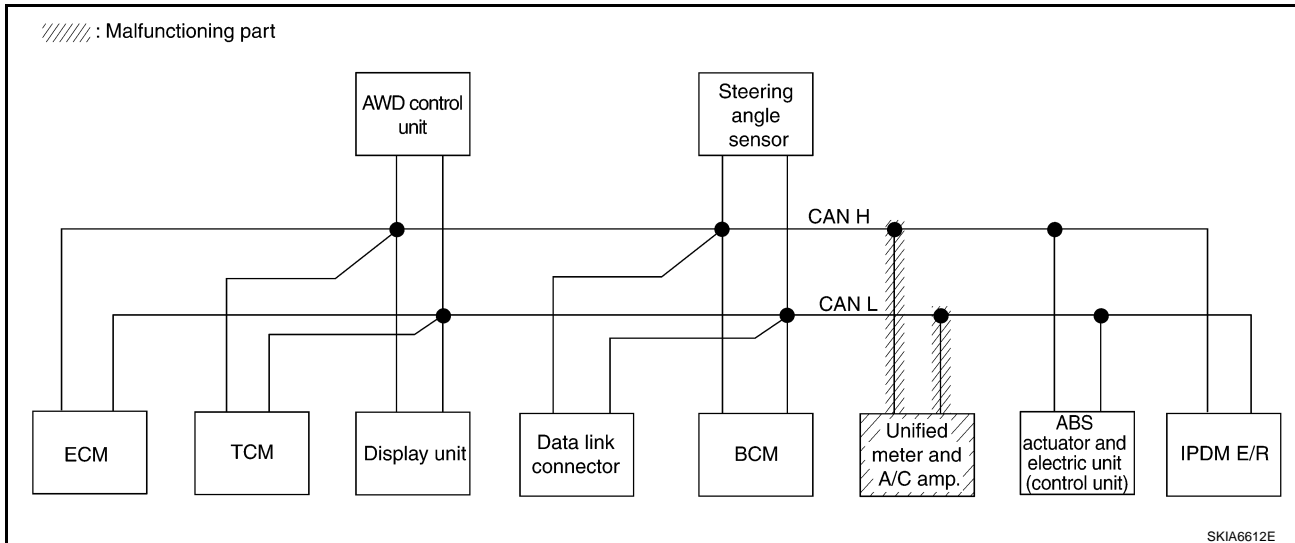 : Malfunctioning part
AWD control
unit
Steering
angle
sensor
CAN H
CAN L
ECM
TCM
Display unit
Data link
connector
BCM
Unified
meter and
A/C amp.
ABS
actuator and
electric unit
(control unit)
IPDM E/R
SKIA6612E